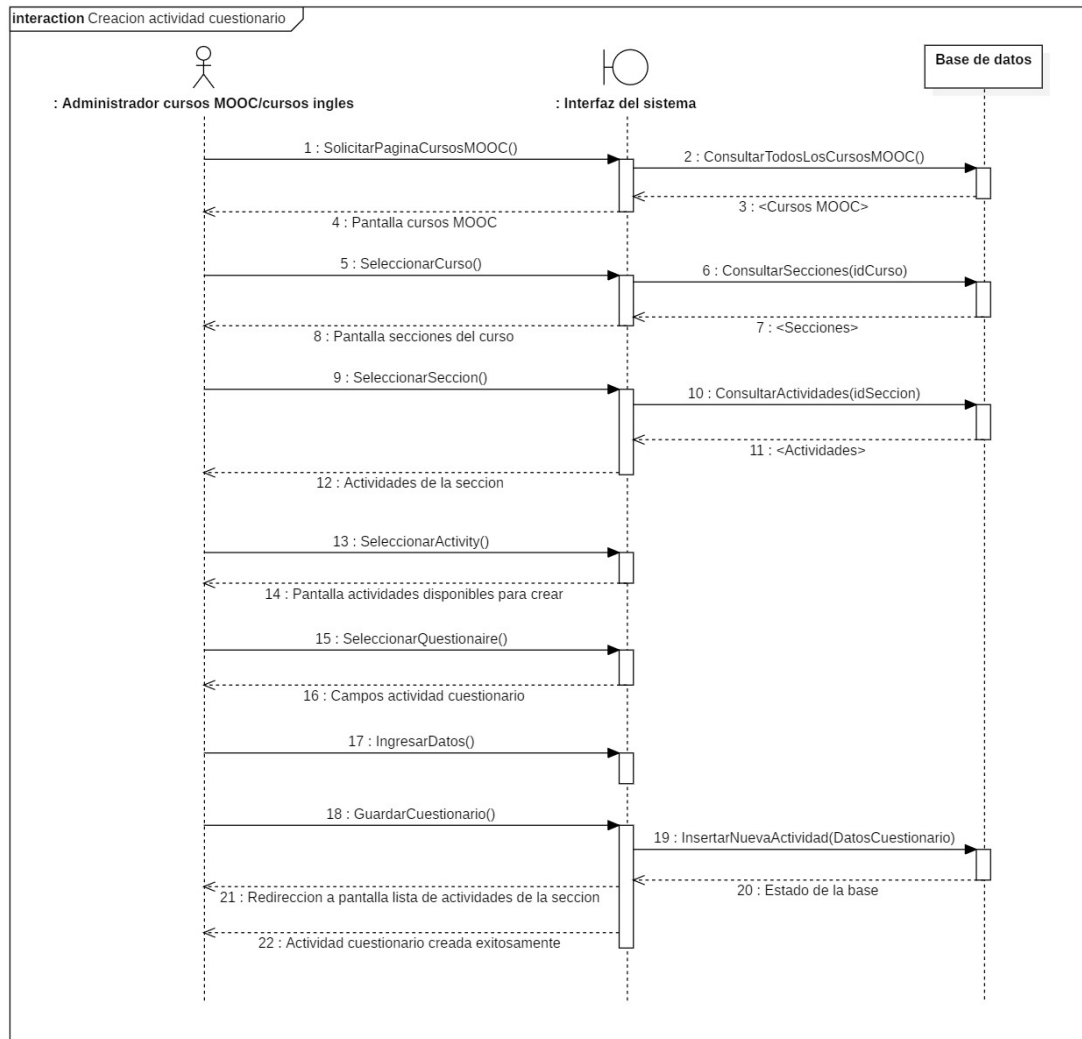 interaction Creacion actividad cuestionario
: Administrador cursos MOOC/cursos ingles
: Interfaz del sistema
Base de datos
1 : SolicitarPaginaCursosMOOC()
2 : ConsultarTodosLosCursosMOOC()
3 : <Cursos MOOC>
4 : Pantalla cursos MOOC
5 : SeleccionarCurso()
6 : ConsultarSecciones(idCurso)
7 : <Secciones>
8 : Pantalla secciones del curso
9 : SeleccionarSeccion()
10 : ConsultarActividades(idSeccion)
11 : <Actividades>
12 : Actividades de la seccion
13 : SeleccionarActivity()
14 : Pantalla actividades disponibles para crear
15 : SeleccionarQuestionaire()
16 : Campos actividad cuestionario
17 : IngresarDatos()
18 : GuardarCuestionario()
19 : InsertarNuevaActividad(DatosCuestionario)
20 : Estado de la base
21 : Redireccion a pantalla lista de actividades de la seccion
22 : Actividad cuestionario creada exitosamente